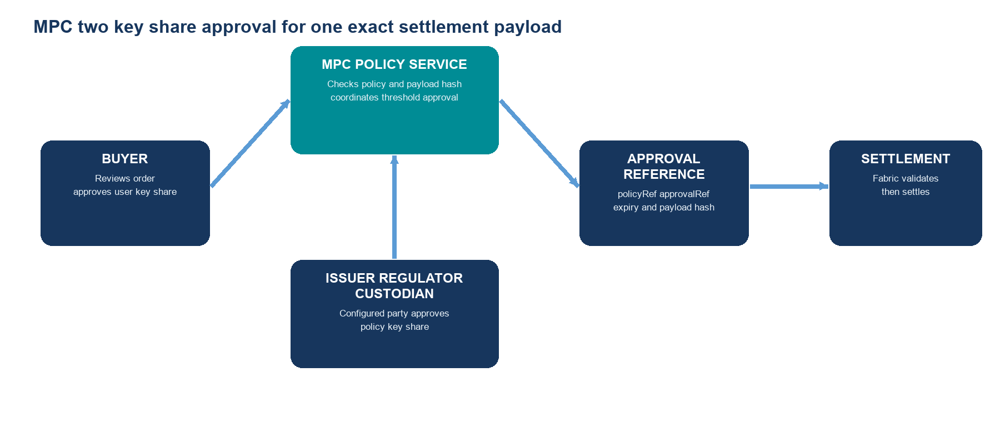 MPC two key share approval for one exact settlement payload
MPC POLICY SERVICE
Checks policy and payload hash
coordinates threshold approval
BUYER
Reviews order
approves user key share
APPROVAL
REFERENCE
policyRef approvalRef
expiry and payload hash
SETTLEMENT
Fabric validates
then settles
ISSUER REGULATOR
CUSTODIAN
Configured party approves
policy key share